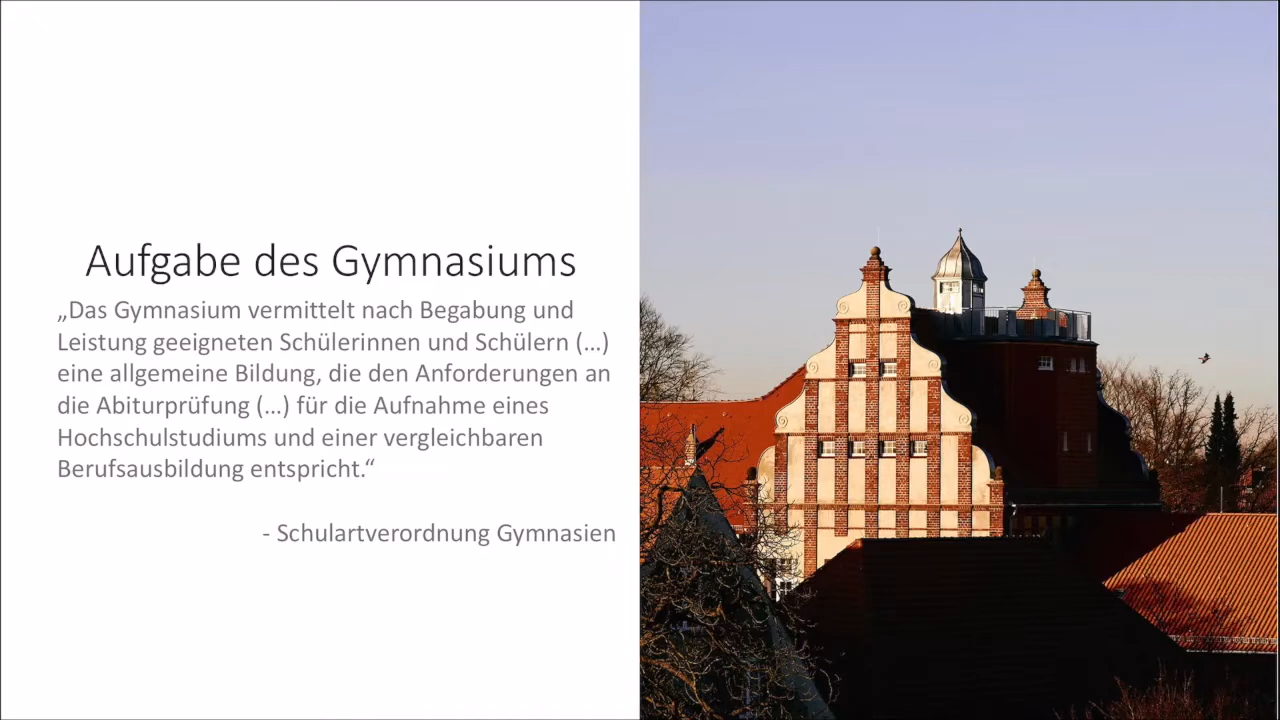 Aufgabe des Gymnasiums
„Das Gymnasium vermittelt nach Begabung und
Leistung geeigneten Schülerinnen und Schülern (…)
eine allgemeine Bildung, die den Anforderungen an
die Abiturprüfung (…) für die Aufnahme eines
Hochschulstudiums und einer vergleichbaren
Berufsausbildung entspricht.“
- Schulartverordnung Gymnasien